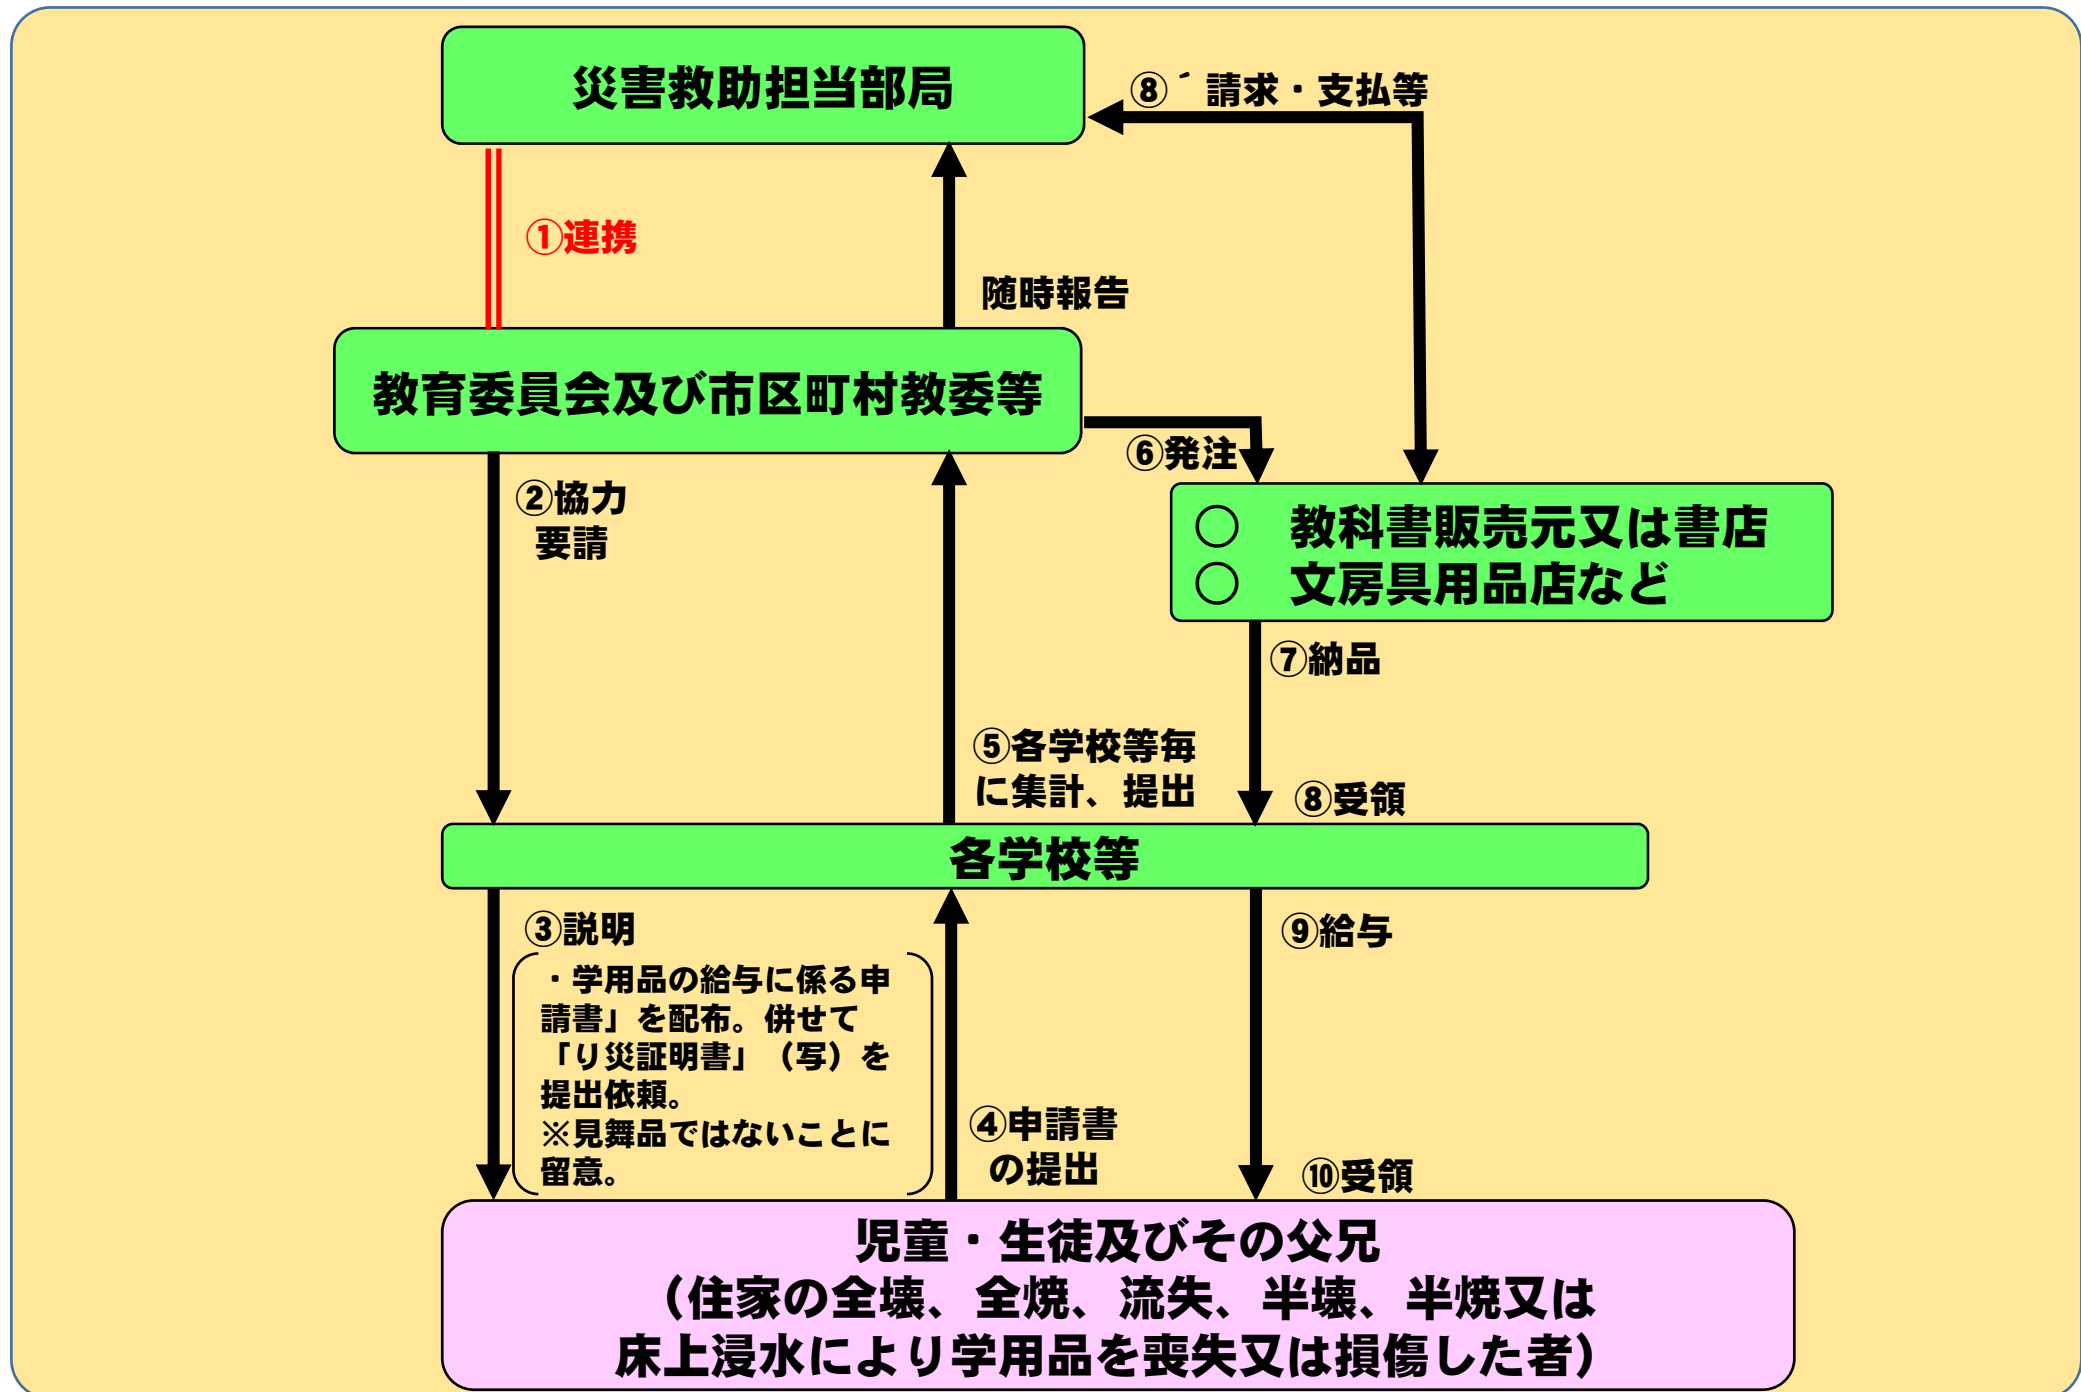 災害救助担当部局
⑧´請求・支払等
①連携
随時報告
教育委員会及び市区町村教委等
⑥発注
②協力
要請
○　教科書販売元又は書店
○　文房具用品店など
⑦納品
⑤各学校等毎
に集計、提出
⑧受領
各学校等
③説明
・学用品の給与に係る申
請書」を配布。併せて
「り災証明書」（写）を
提出依頼。
※見舞品ではないことに
留意。
④申請書
の提出
⑨給与
⑩受領
児童・生徒及びその父兄
（住家の全壊、全焼、流失、半壊、半焼又は
床上浸水により学用品を喪失又は損傷した者）